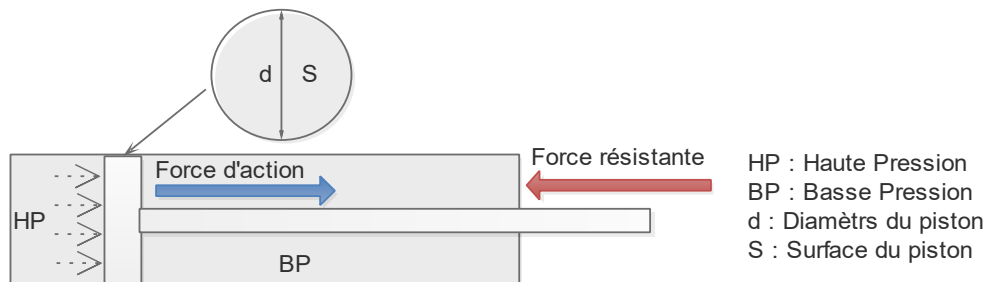 d
S
Force d'action
Force résistante
HP
BP
HP : Haute Pression
BP : Basse Pression
d : Diamètrs du piston
S : Surface du piston